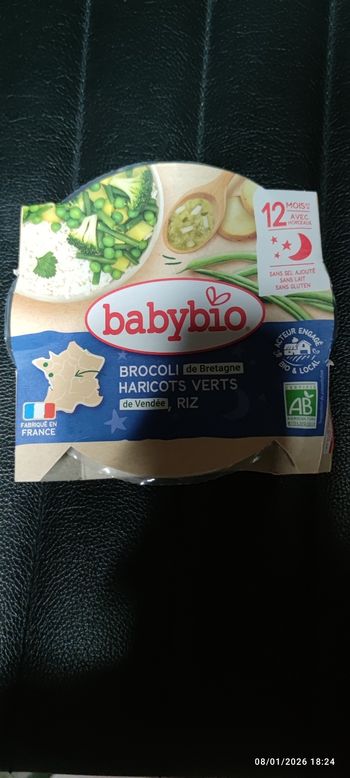 12 MOIS
AVEC
MORCEAUX
SANS SEL AJOUTÉ
SANS LAIT
SANS GLUTEN
babybio
ACTEUR ENGAGÉ
BIO & LOCAL
BROCOLI de Bretagne
HARICOTS VERTS
de Vendée, RIZ
FABRIQUÉ EN
FRANCE
AB
08/01/2026 18:24